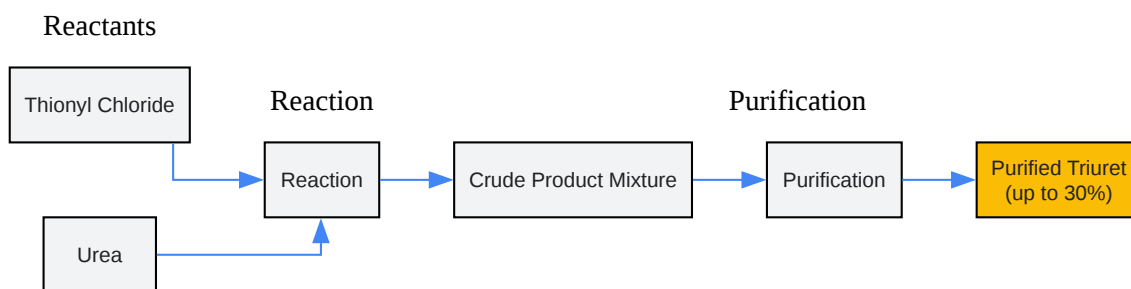 Reactants
Thionyl Chloride
Reaction
Purification
Reaction
Crude Product Mixture
Purification
Purified Triuret
(up to 30%)
Urea